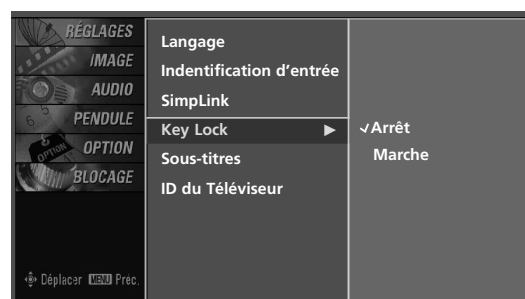 RÉGLAGES
IMAGE
AUDIO
PENDULE
OPTION
BLOCAGE
Déplacer MENU Préc.
Langage
Indentification d'entrée
SimpLink
Key Lock ▶
Sous-titres
ID du Téléviseur
✓Arrêt
Marche